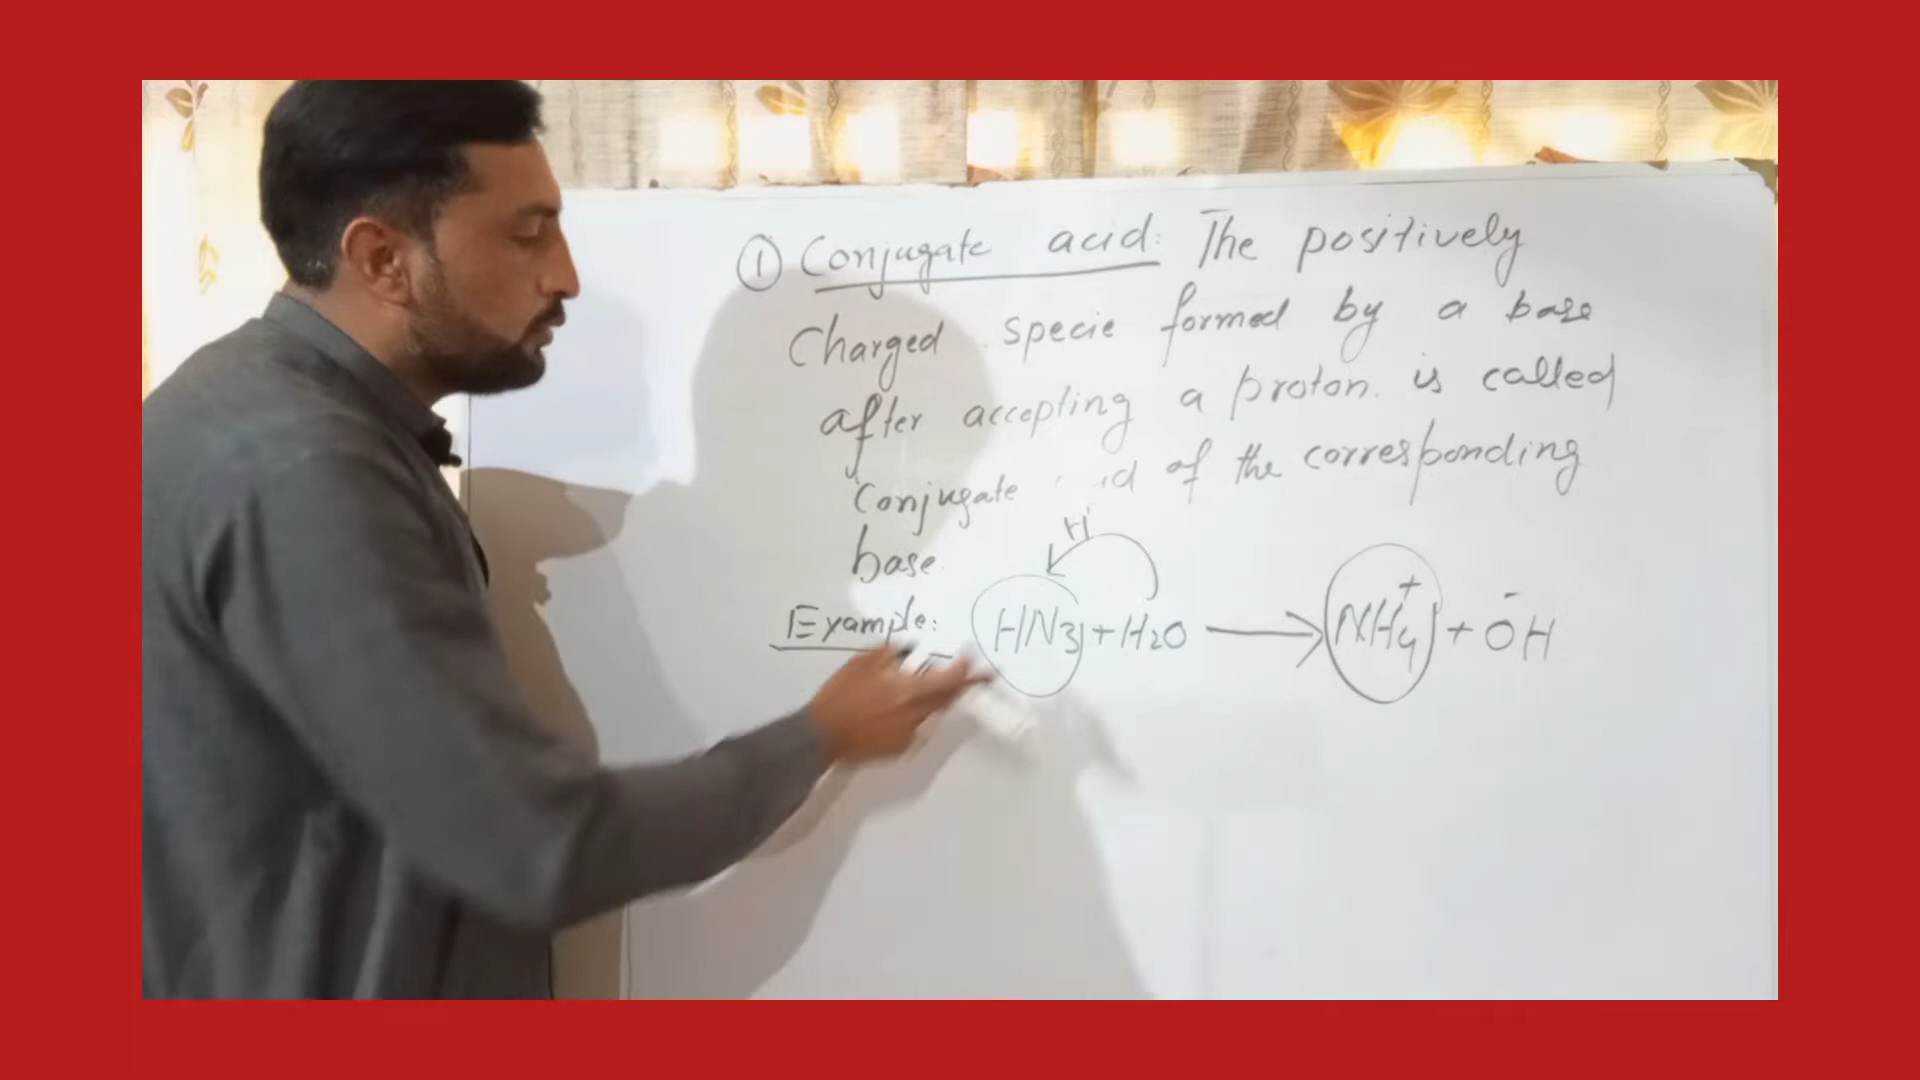 ① Conjugate acid: The positively
Charged specie formed by a base
after accepting a proton. is called
Conjugate of the corresponding
base
H⁺
Example: HN3 + H2O → NH4⁺ + ŌH